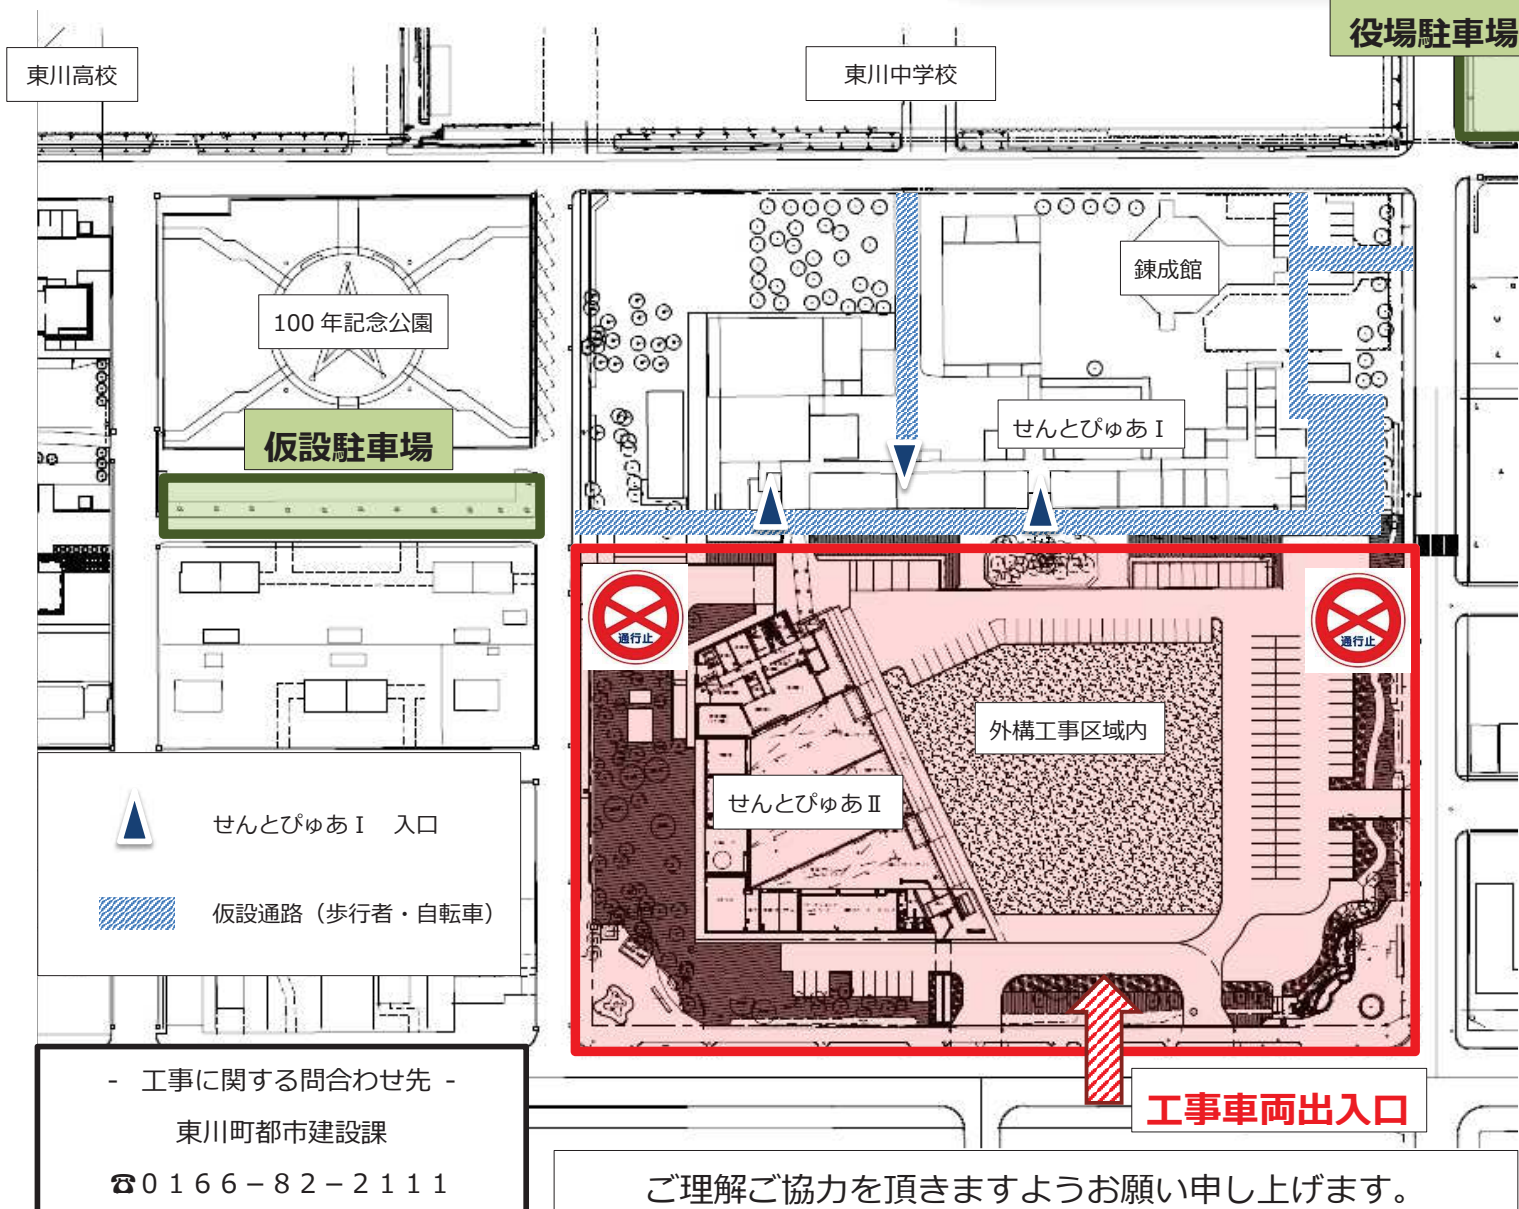 役場駐車場
東川高校
東川中学校
錬成館
100 年記念公園
仮設駐車場
せんとぴゅあⅠ
通行止
通行止
外構工事区域内
せんとぴゅあⅡ
せんとぴゅあⅠ　入口
仮設通路（歩行者・自転車）
- 工事に関する問合わせ先 -
東川町都市建設課
☎０１６６－８２－２１１１
工事車両出入口
ご理解ご協力を頂きますようお願い申し上げます。